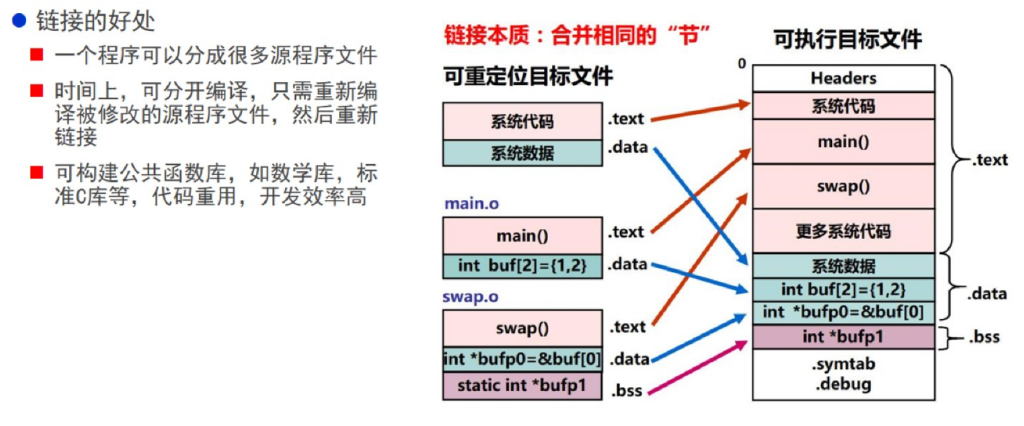 链接的好处
一个程序可以分成很多源程序文件
时间上，可分开编译，只需重新编
译被修改的源程序文件，然后重新
链接
可构建公共函数库，如数学库，标
准C库等，代码重用，开发效率高
链接本质：合并相同的“节”
可重定位目标文件
系统代码
.text
系统数据
.data
main.o
main()
.text
int buf[2]={1,2}
.data
swap.o
swap()
.text
int *bufp0=&buf[0]
.data
static int *bufp1
.bss
可执行目标文件
0
Headers
系统代码
main()
swap()
更多系统代码
.text
系统数据
int buf[2]={1,2}
int *bufp0=&buf[0]
.data
int *bufp1
.bss
.symtab
.debug